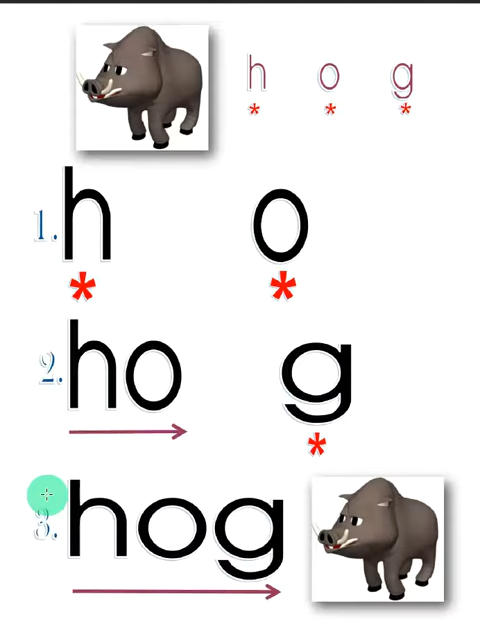 h o g
* * *
1. h o
* *
2. ho g
*
3. hog